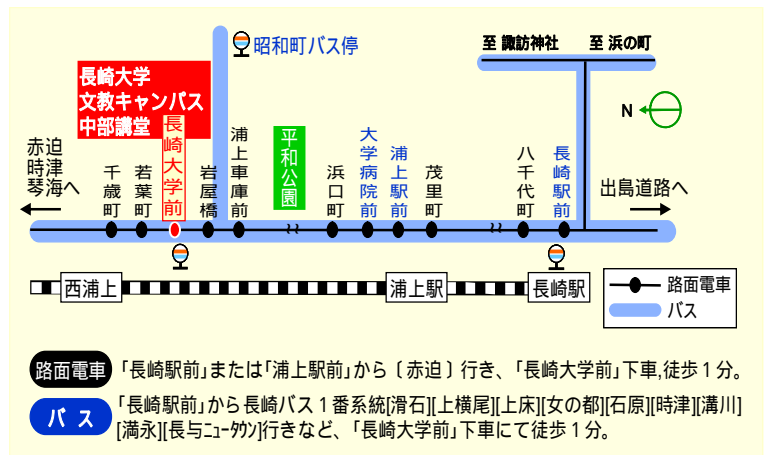 昭和町バス停
至 諏訪神社
至 浜の町
長崎大学
文教キャンパス
中部講堂
N
赤迫
時津
琴海へ
千歳町
若葉町
長崎大学前
岩屋橋
浦上車庫前
平和公園
浜口町
大学病院前
浦上駅前
茂里町
八千代町
長崎駅前
出島道路へ
西浦上
浦上駅
長崎駅
路面電車
バス
路面電車 「長崎駅前」または「浦上駅前」から〔赤迫〕行き、「長崎大学前」下車,徒歩1分。
バス 「長崎駅前」から長崎バス1番系統[滑石][上横尾][上床][女の都][石原][時津][溝川]
[満永][長与ﾆｭｰﾀｳﾝ]行きなど、「長崎大学前」下車にて徒歩1分。